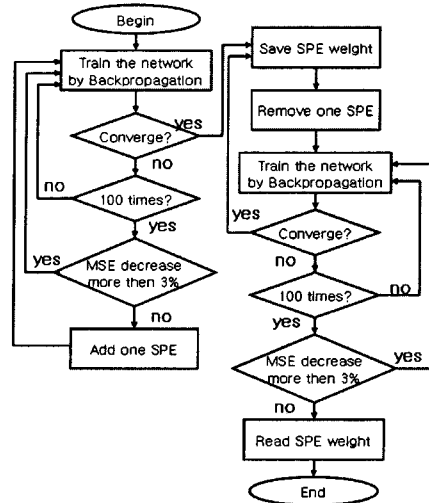 Begin
Train the network
by Backpropagation
Converge?
yes
no
100 times?
no
yes
MSE decrease
more then 3%
yes
no
Add one SPE
Save SPE weight
Remove one SPE
Train the network
by Backpropagation
yes
Converge?
no
100 times?
no
yes
MSE decrease
more then 3%
yes
no
Read SPE weight
End